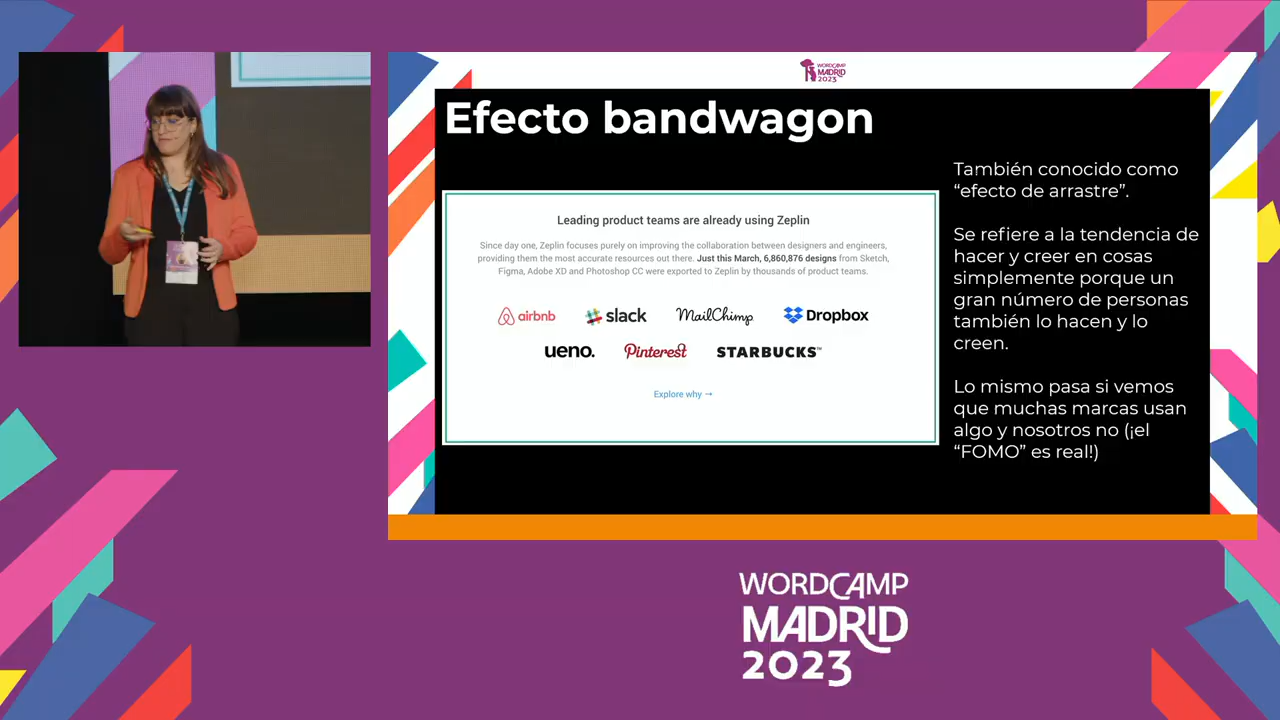 WORDCAMP
MADRID
2023
Efecto bandwagon
Leading product teams are already using Zeplin
Since day one, Zeplin focuses purely on improving the collaboration between designers and engineers,
providing them the most accurate resources out there. Just this March, 6,860,876 designs from Sketch,
Figma, Adobe XD and Photoshop CC were exported to Zeplin by thousands of product teams.
airbnb slack MailChimp Dropbox
ueno. Pinterest STARBUCKS™
Explore why →
También conocido como
“efecto de arrastre”.
Se refiere a la tendencia de
hacer y creer en cosas
simplemente porque un
gran número de personas
también lo hacen y lo
creen.
Lo mismo pasa si vemos
que muchas marcas usan
algo y nosotros no (¡el
“FOMO” es real!)
WORDCAMP
MADRID
2023